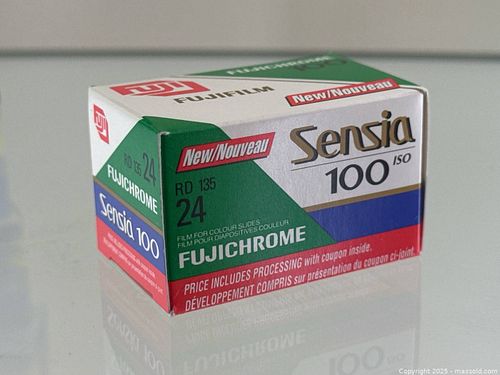 FUJICHROME
100
FUJI
FUJIFILM
New/Nouveau
FUJI
RD 135 24
FUJICHROME
Sensia 100
New/Nouveau
RD 135
24
FILM FOR COLOUR SLIDES
FILM POUR DIAPOSITIVES COULEUR
FUJICHROME
Sensia
100 ISO
PRICE INCLUDES PROCESSING with coupon inside.
DÉVELOPPEMENT COMPRIS sur présentation du coupon ci-joint.
Copyright 2025 - maxsold.com